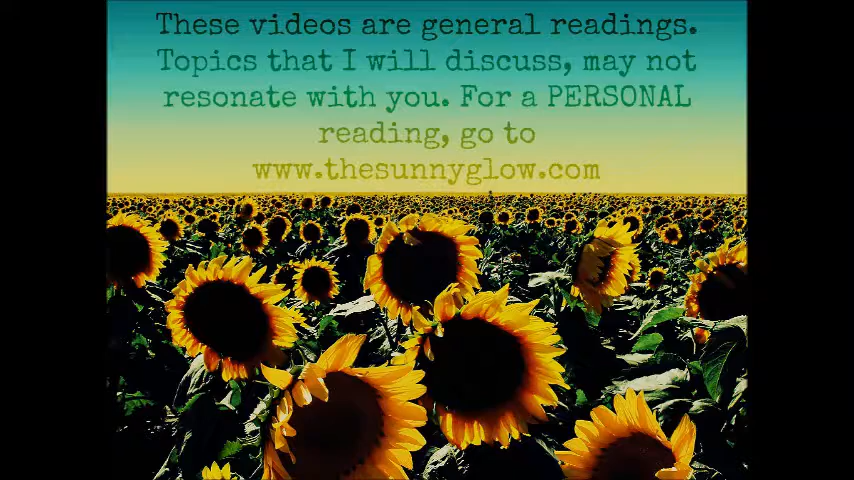 These videos are general readings.
Topics that I will discuss, may not
resonate with you. For a PERSONAL
reading, go to
www.thesunnyglow.com